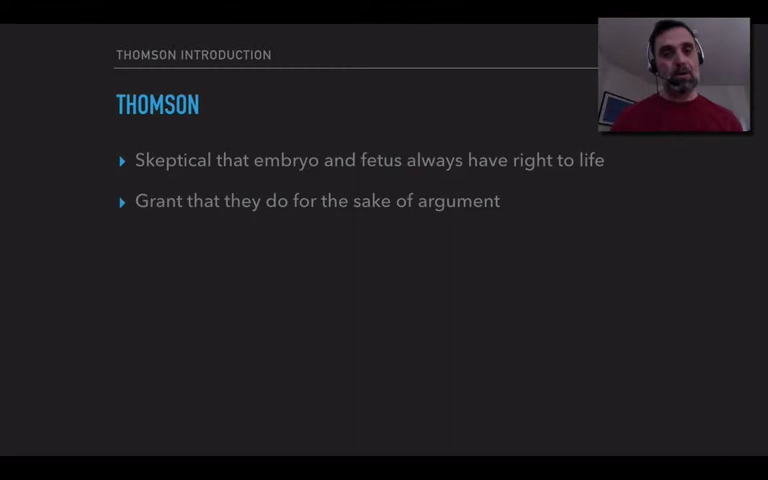 THOMSON INTRODUCTION
THOMSON
Skeptical that embryo and fetus always have right to life
Grant that they do for the sake of argument